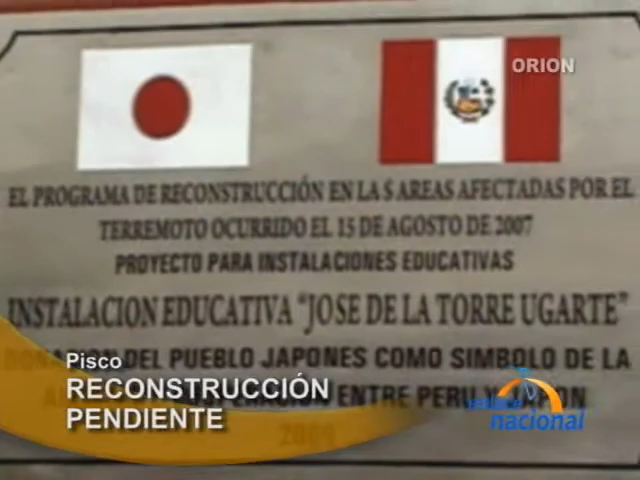 ORION
EL PROGRAMA DE RECONSTRUCCIÓN EN LA S AREAS AFECTADAS POR EL
TERREMOTO OCURRIDO EL 15 DE AGOSTO DE 2007
PROYECTO PARA INSTALACIONES EDUCATIVAS
INSTALACION EDUCATIVA "JOSE DE LA TORRE UGARTE"
DEL PUEBLO JAPONES COMO SIMBOLO DE LA
ENTRE PERU Y JAPON
Pisco
RECONSTRUCCIÓN
PENDIENTE
nacional